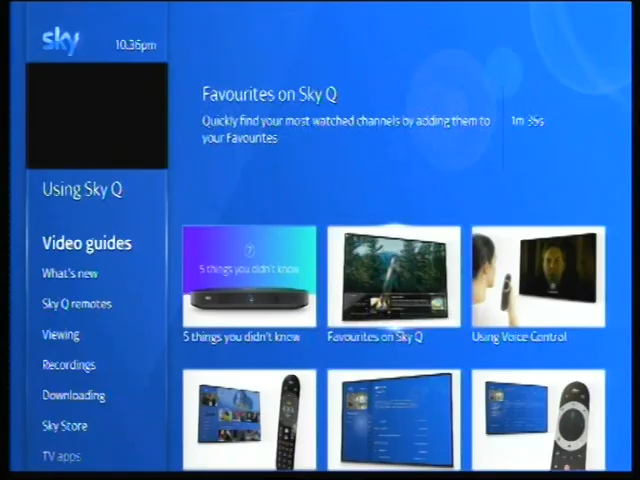 sky
10.36pm
Favourites on Sky Q
Quickly find your most watched channels by adding them to
your Favourites
1m 35s
Using Sky Q
Video guides
What's new
Sky Q remotes
Viewing
Recordings
Downloading
Sky Store
TV apps
7
5 things you didn't know
5 things you didn't know
Favourites on Sky Q
Using Voice Control